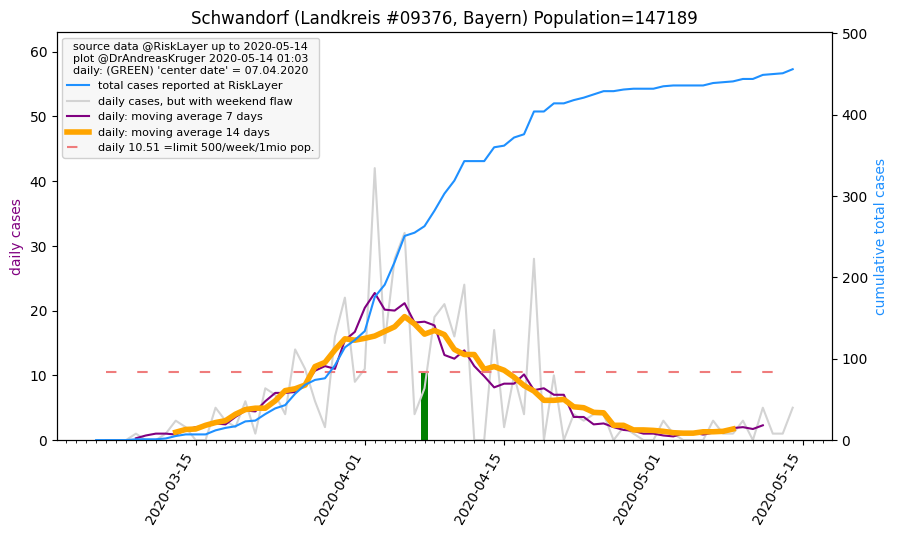 Schwandorf (Landkreis #09376, Bayern) Population=147189
source data @RiskLayer up to 2020-05-14
plot @DrAndreasKruger 2020-05-14 01:03
daily: (GREEN) 'center date' = 07.04.2020
total cases reported at RiskLayer
daily cases, but with weekend flaw
daily: moving average 7 days
daily: moving average 14 days
daily 10.51 =limit 500/week/1mio pop.
daily cases
60
50
40
30
20
10
0
cumulative total cases
500
400
300
200
100
0
2020-03-15
2020-04-01
2020-04-15
2020-05-01
2020-05-15